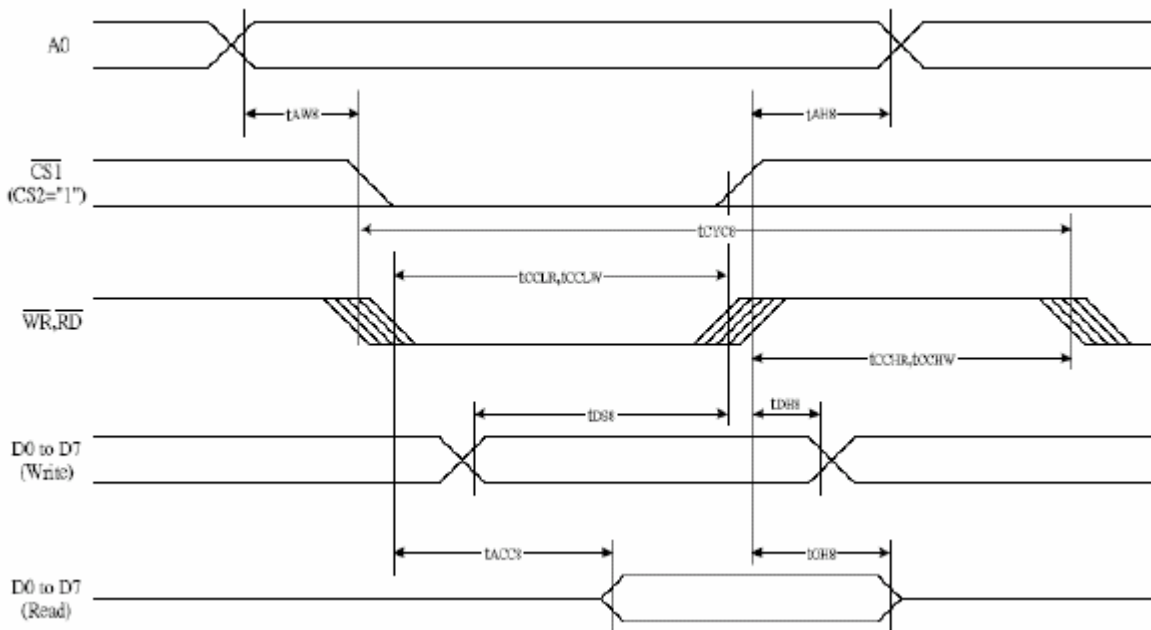 A0
tAW8
tAH8
CS1
(CS2="1")
tCYC8
tCCLR,tCCLW
WR,RD
tCCHR,tCCHW
tDS8
tDH8
D0 to D7
(Write)
tACC8
tOH8
D0 to D7
(Read)